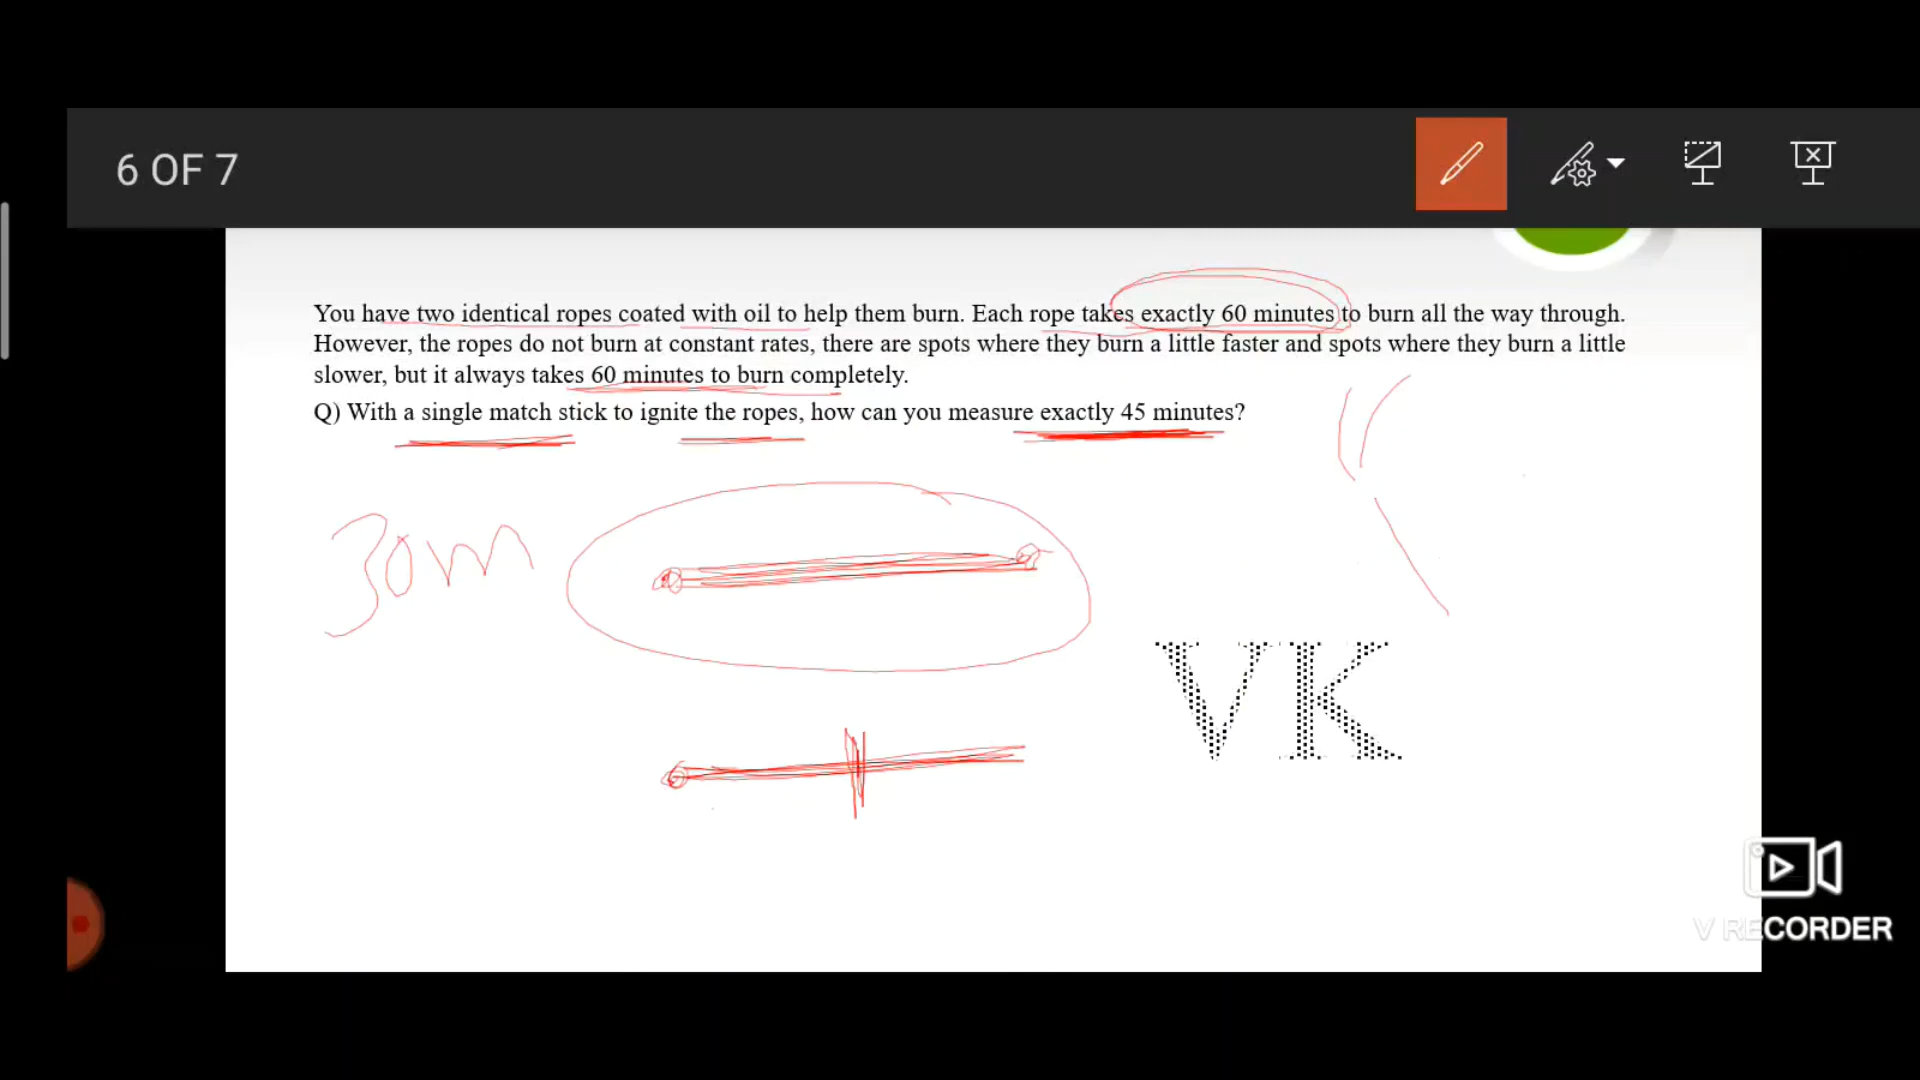 6 OF 7
You have two identical ropes coated with oil to help them burn. Each rope takes exactly 60 minutes to burn all the way through.
However, the ropes do not burn at constant rates, there are spots where they burn a little faster and spots where they burn a little
slower, but it always takes 60 minutes to burn completely.
Q) With a single match stick to ignite the ropes, how can you measure exactly 45 minutes?
30m
VK
V RECORDER